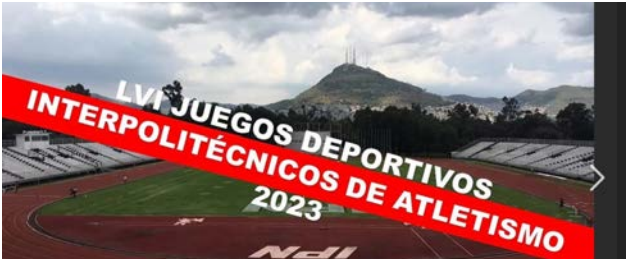 LVI JUEGOS DEPORTIVOS
INTERPOLITÉCNICOS DE ATLETISMO
2023
IPN